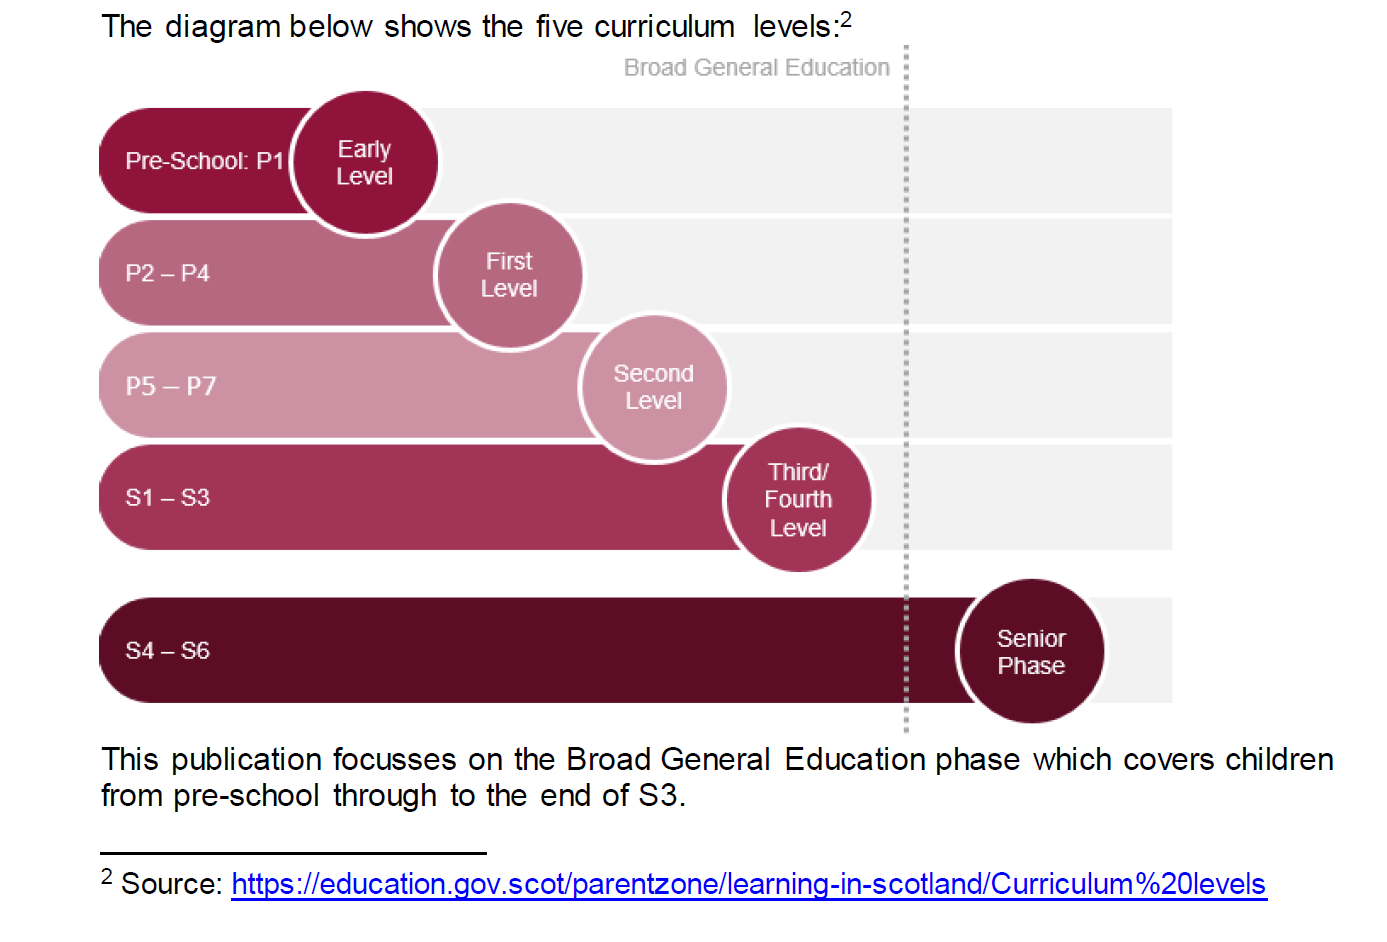 The diagram below shows the five curriculum levels:2
Broad General Education
Pre-School: P1
Early
Level
P2 – P4
First
Level
P5 – P7
Second
Level
S1 – S3
Third/
Fourth
Level
S4 – S6
Senior
Phase
This publication focusses on the Broad General Education phase which covers children
from pre-school through to the end of S3.
2 Source: https://education.gov.scot/parentzone/learning-in-scotland/Curriculum%20levels